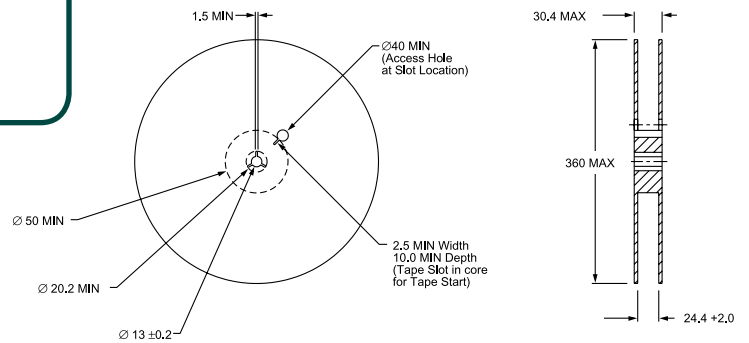 1.5 MIN
30.4 MAX
Ø40 MIN
(Access Hole
at Slot Location)
360 MAX
Ø 50 MIN
2.5 MIN Width
10.0 MIN Depth
(Tape Slot in core
for Tape Start)
Ø 20.2 MIN
24.4 +2.0
Ø 13 ±0.2